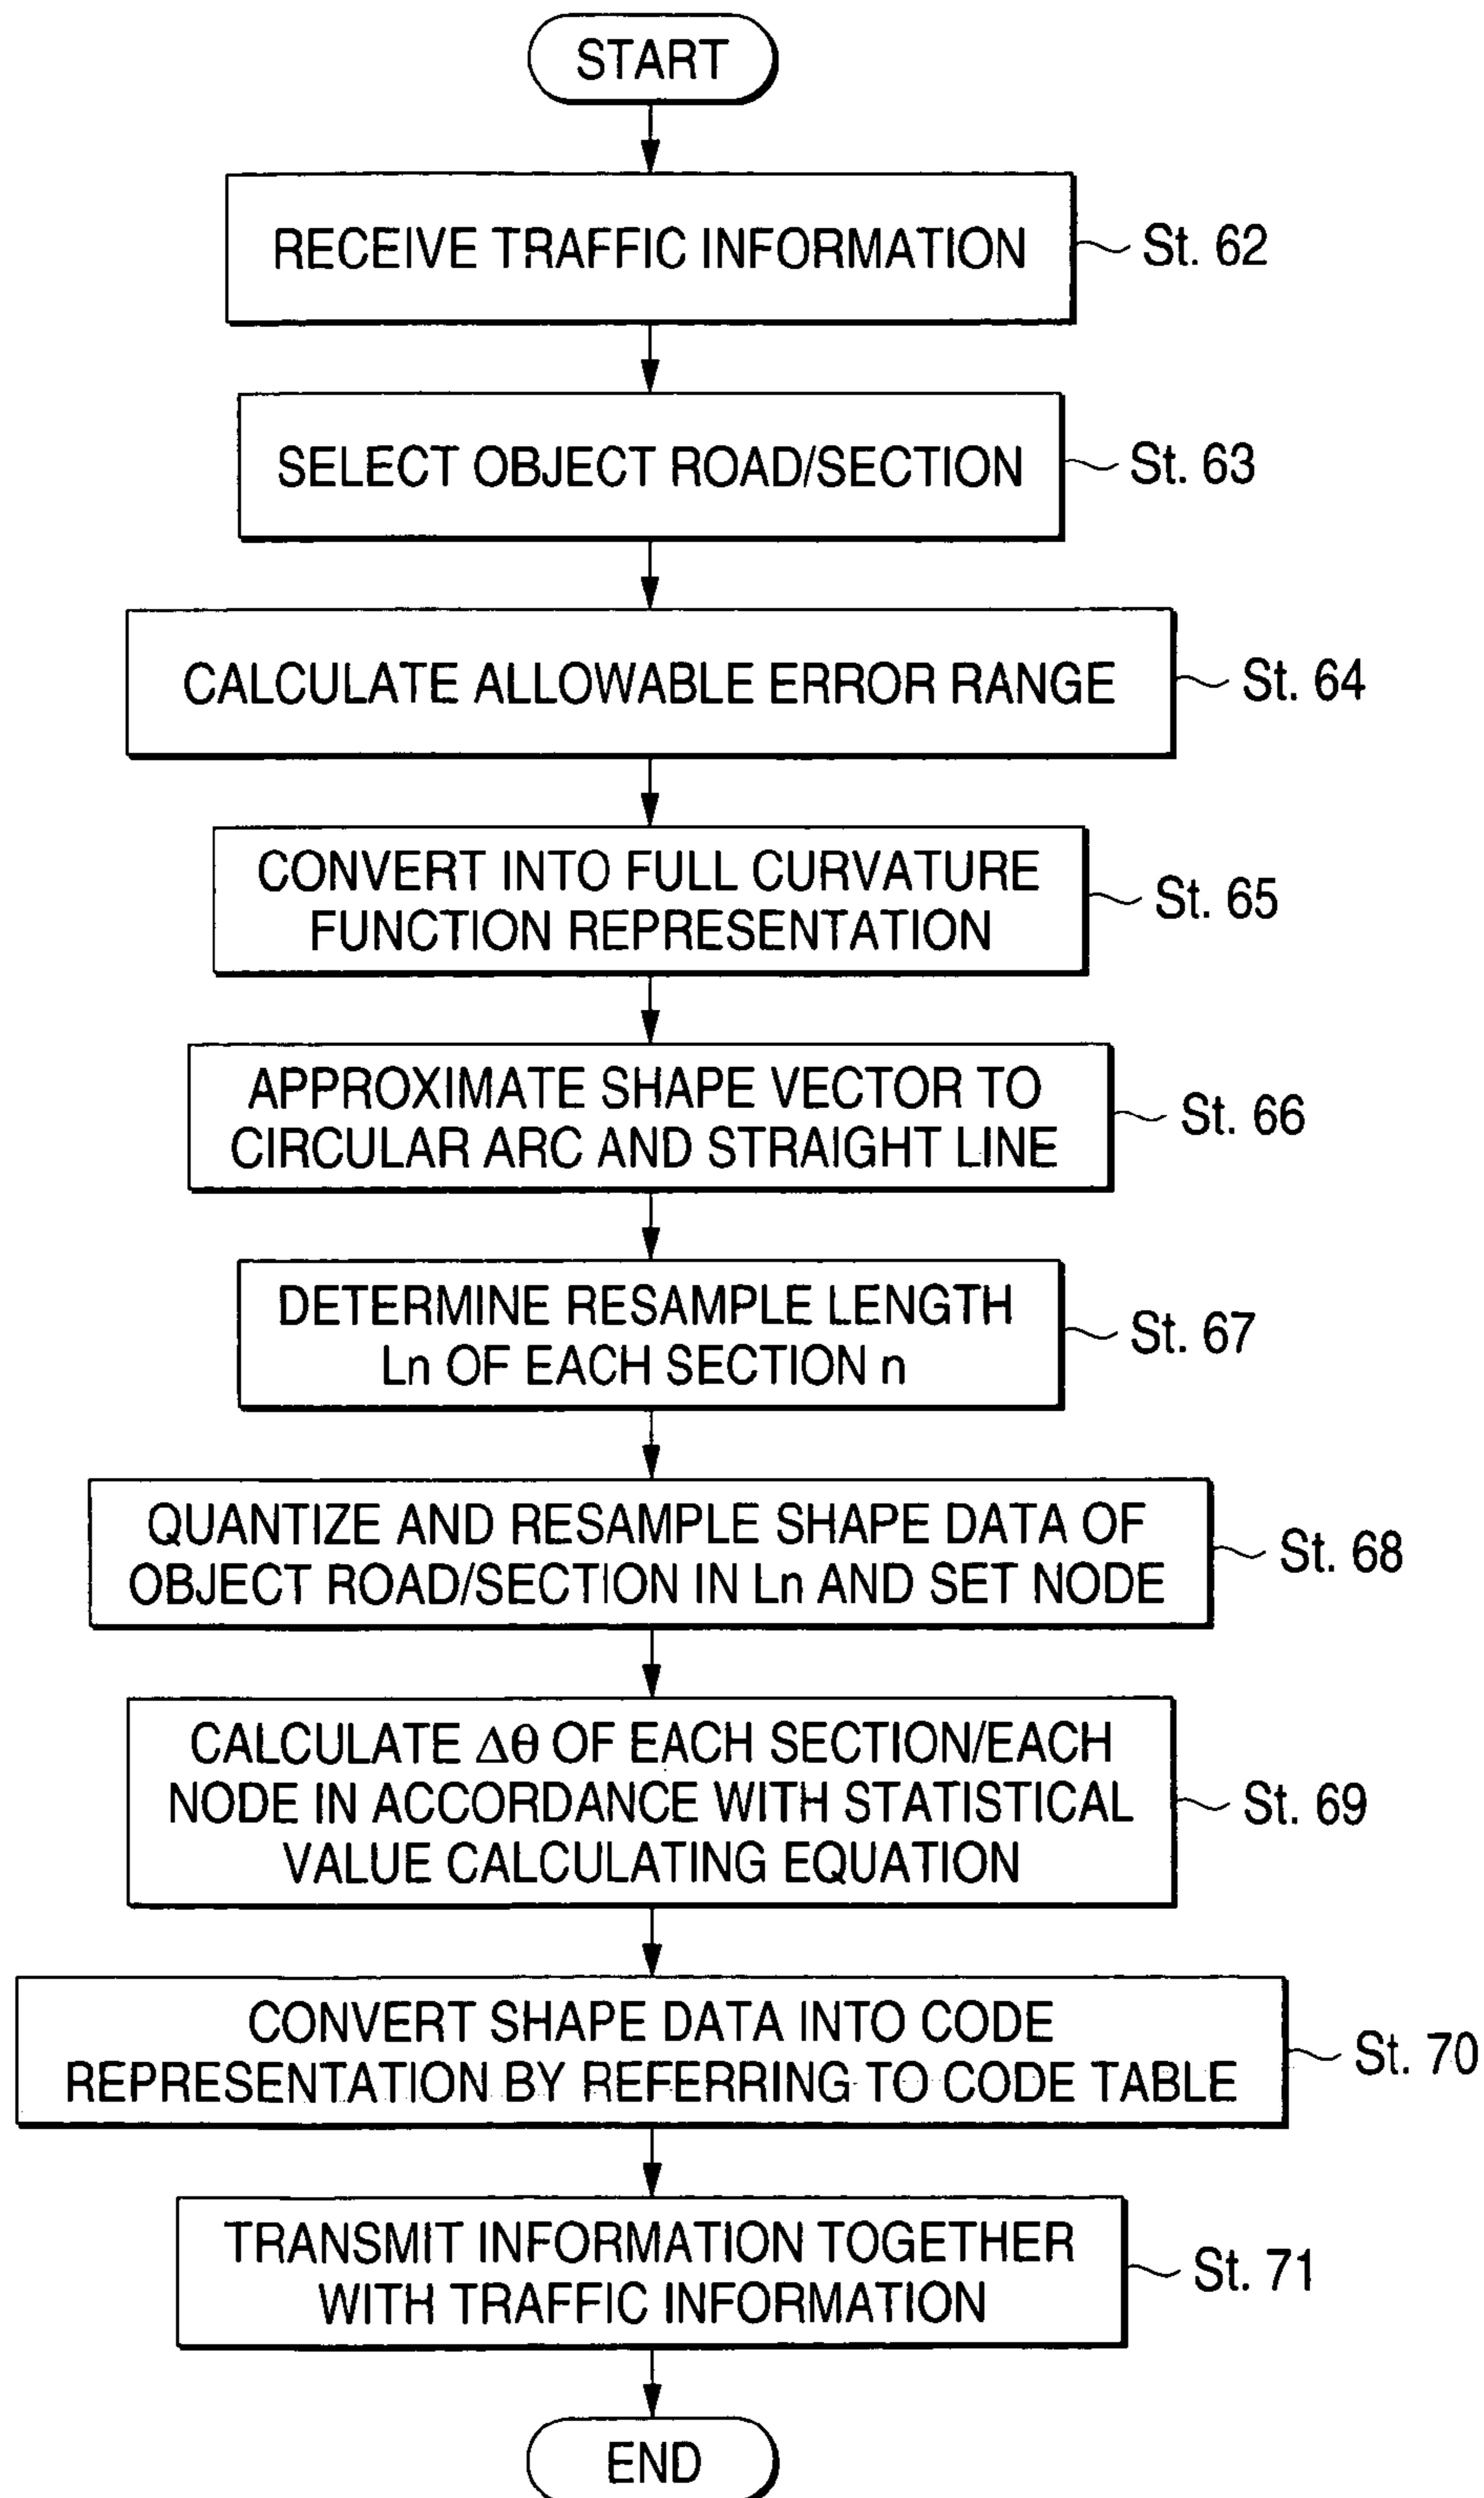 START
RECEIVE TRAFFIC INFORMATION
St. 62
SELECT OBJECT ROAD/SECTION
St. 63
CALCULATE ALLOWABLE ERROR RANGE
St. 64
CONVERT INTO FULL CURVATURE
FUNCTION REPRESENTATION
St. 65
APPROXIMATE SHAPE VECTOR TO
CIRCULAR ARC AND STRAIGHT LINE
St. 66
DETERMINE RESAMPLE LENGTH
Ln OF EACH SECTION n
St. 67
QUANTIZE AND RESAMPLE SHAPE DATA OF
OBJECT ROAD/SECTION IN Ln AND SET NODE
St. 68
CALCULATE Δθ OF EACH SECTION/EACH
NODE IN ACCORDANCE WITH STATISTICAL
VALUE CALCULATING EQUATION
St. 69
CONVERT SHAPE DATA INTO CODE
REPRESENTATION BY REFERRING TO CODE TABLE
St. 70
TRANSMIT INFORMATION TOGETHER
WITH TRAFFIC INFORMATION
St. 71
END